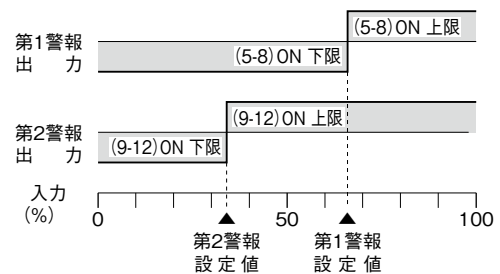 (5-8)ON 上限
第1警報
出 力
(5-8)ON 下限
(9-12)ON 上限
第2警報
出 力
(9-12)ON 下限
入力
(%)
0
50
100
第2警報
設定値
第1警報
設定値